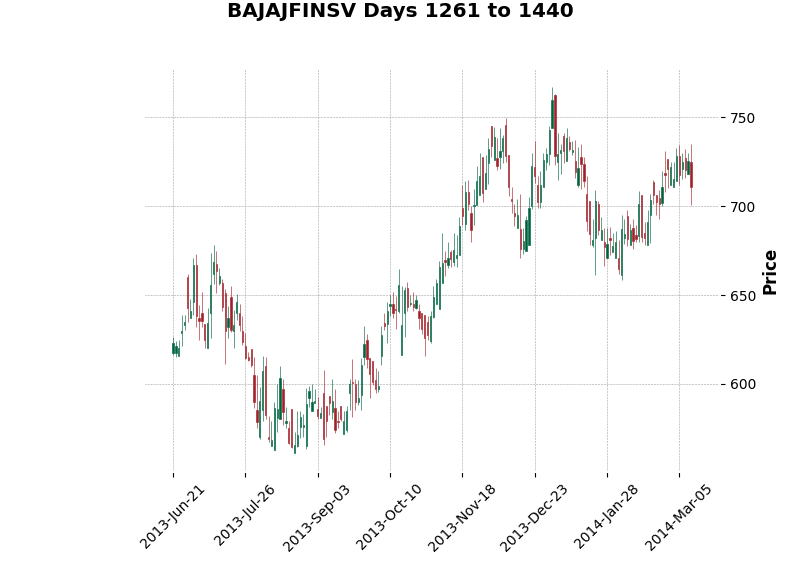 BAJAJFINSV Days 1261 to 1440
750
700
650
600
Price
2013-Jun-21
2013-Jul-26
2013-Sep-03
2013-Oct-10
2013-Nov-18
2013-Dec-23
2014-Jan-28
2014-Mar-05